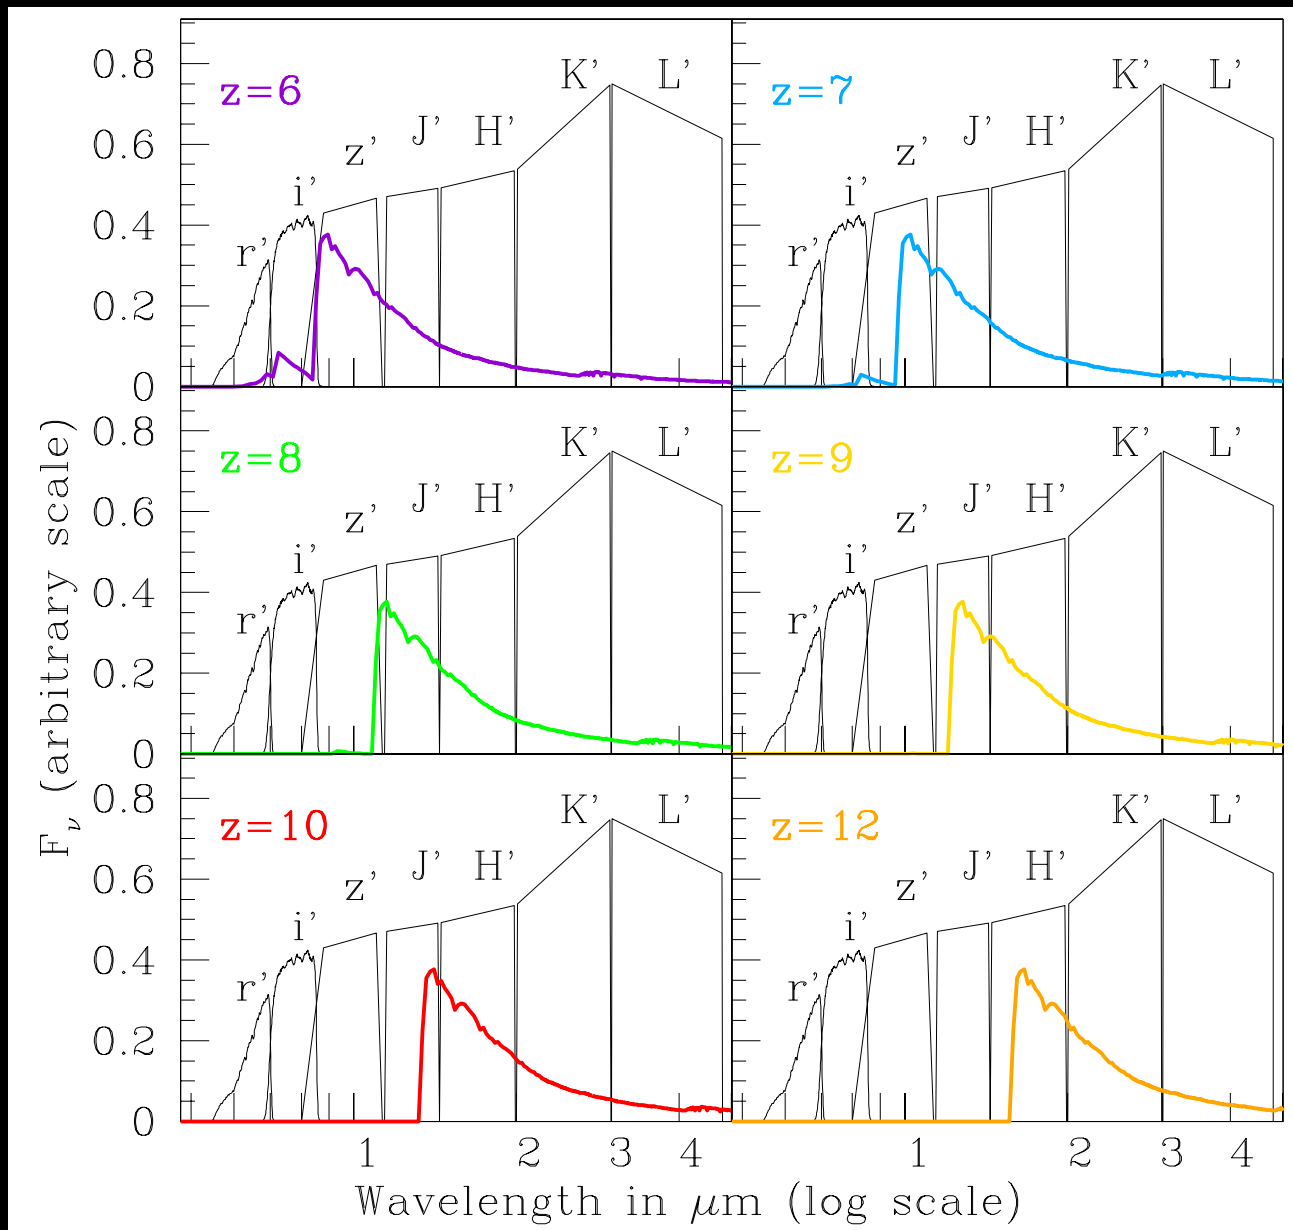 K' L' K' L'
0.8
z=6 z=7
J' H' J' H'
0.6
z' z'
i' i'
0.4
r' r'
0.2
0
K' L' K' L'
0.8
z=8 z=9
J' H' J' H'
0.6
z' z'
i' i'
0.4
r' r'
0.2
0
F ν (arbitrary scale)
K' L' K' L'
0.8
z=10 z=12
J' H' J' H'
0.6
z' z'
i' i'
0.4
r' r'
0.2
0
1 2 3 4 1 2 3 4
Wavelength in μm (log scale)